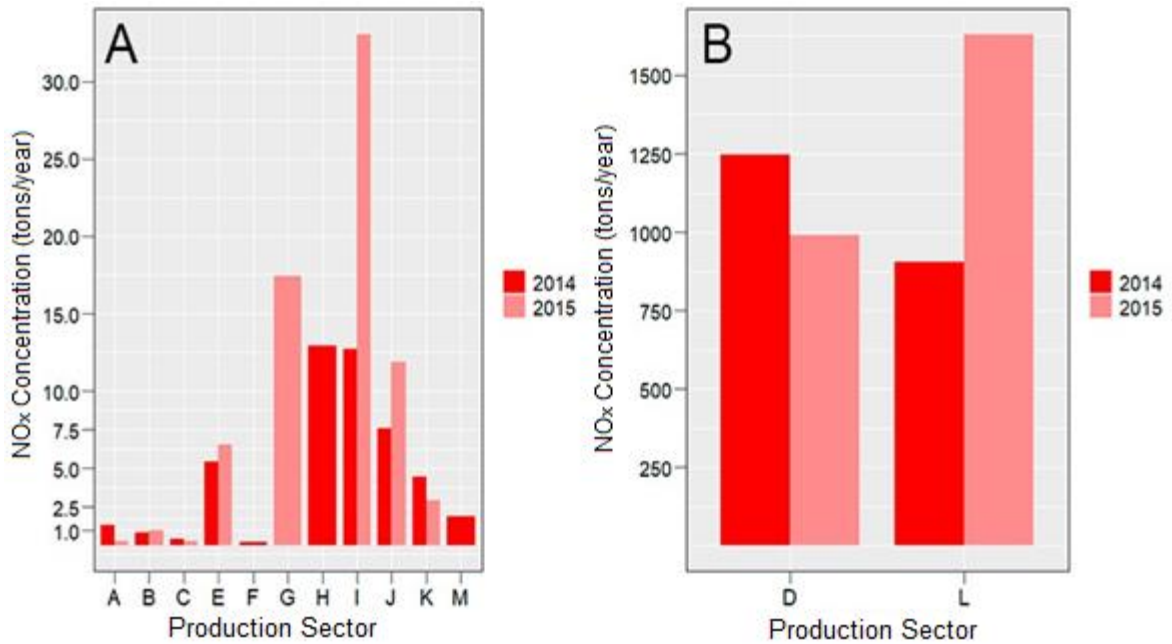 A
NOx Concentration (tons/year)
30.0
25.0
20.0
15.0
10.0
7.5
5.0
2.5
1.0
A B C E F G H I J K M
Production Sector
2014
2015
B
NOx Concentration (tons/year)
1500
1250
1000
750
500
250
D L
Production Sector
2014
2015